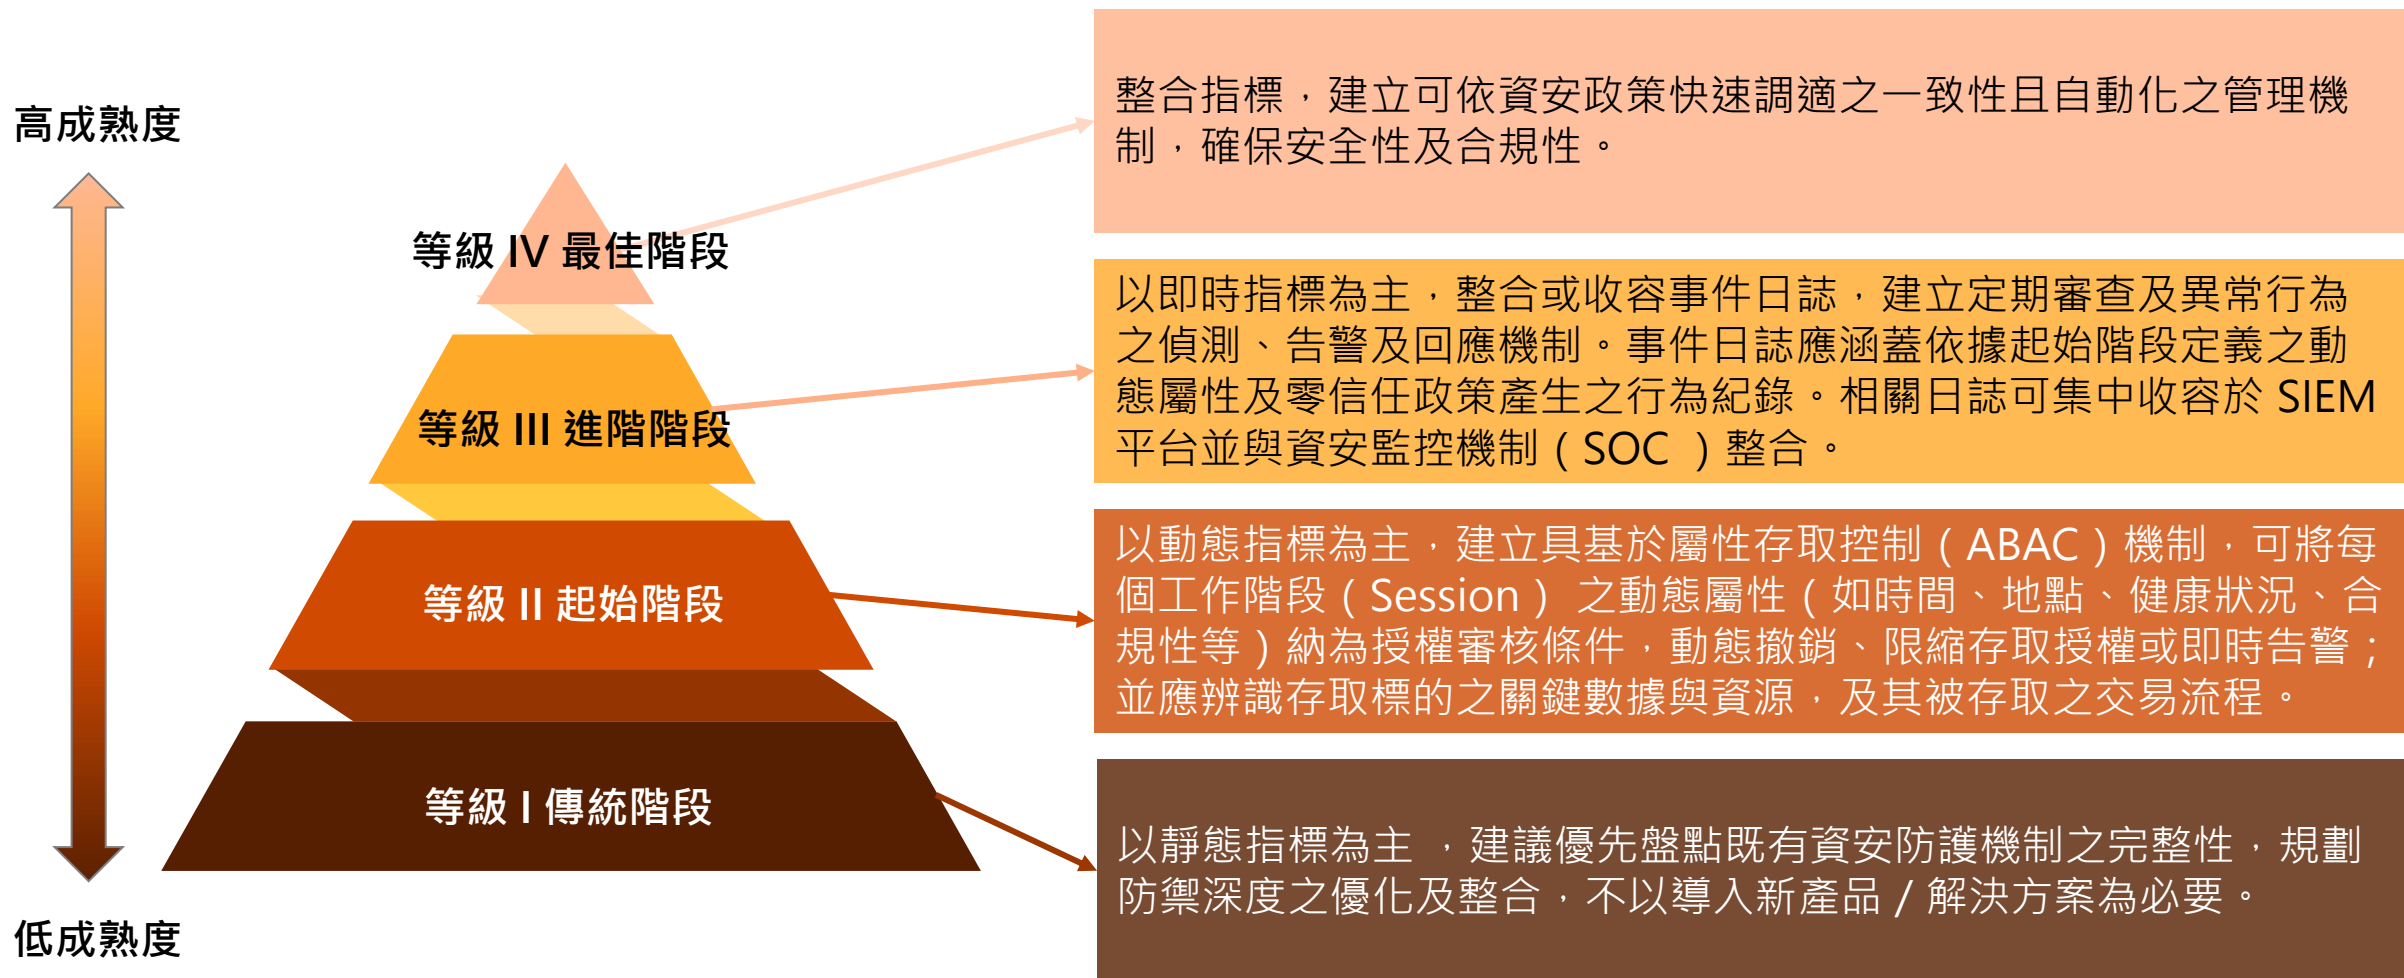 高成熟度
等級 IV 最佳階段
等級 III 進階階段
等級 II 起始階段
等級 I 傳統階段
低成熟度
整合指標，建立可依資安政策快速調適之一致性且自動化之管理機
制，確保安全性及合規性。
以即時指標為主，整合或收容事件日誌，建立定期審查及異常行為
之偵測、告警及回應機制。事件日誌應涵蓋依據起始階段定義之動
態屬性及零信任政策產生之行為紀錄。相關日誌可集中收容於 SIEM
平台並與資安監控機制（SOC ）整合。
以動態指標為主，建立具基於屬性存取控制（ABAC）機制，可將每
個工作階段（Session） 之動態屬性（如時間、地點、健康狀況、合
規性等）納為授權審核條件，動態撤銷、限縮存取授權或即時告警；
並應辨識存取標的之關鍵數據與資源，及其被存取之交易流程。
以靜態指標為主 ，建議優先盤點既有資安防護機制之完整性，規劃
防禦深度之優化及整合，不以導入新產品 / 解決方案為必要。